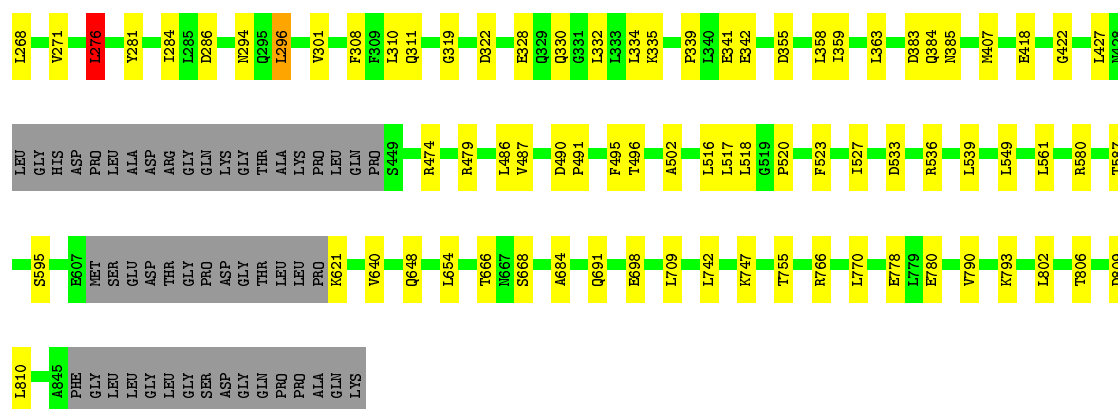 L268 V271 L276 Y281 I284 L285 D286 N294 Q295 L296 V301 F308 F309 L310 Q311 G319 D322 E328 Q329 Q330 G331 L332 L333 L334 K335 P339 L340 E341 E342 D355 L358 I359 L363 D383 Q384 N385 M407 E418 G422 L427
LEU GLY HIS ASP PRO LEU ALA ASP ARG GLY GLN LYS GLY THR ALA LYS PRO LEU GLN PRO S449 R474 R479 L486 V487 D490 P491 F495 T496 A502 L516 L517 L518 G519 P520 F523 I527 D533 R536 L539 L549 L561 R580 T587
S595 E607 MET SER GLU ASP THR GLY PRO ASP GLY THR LEU LEU PRO K621 V640 Q648 L654 T666 N667 S668 A684 Q691 E698 L709 L742 K747 T755 R766 L770 E778 L779 E780 V790 K793 L802 T806
L810 A845 PHE GLY LEU LEU GLY LEU GLY SER ASP GLY GLN PRO PRO ALA GLN LYS